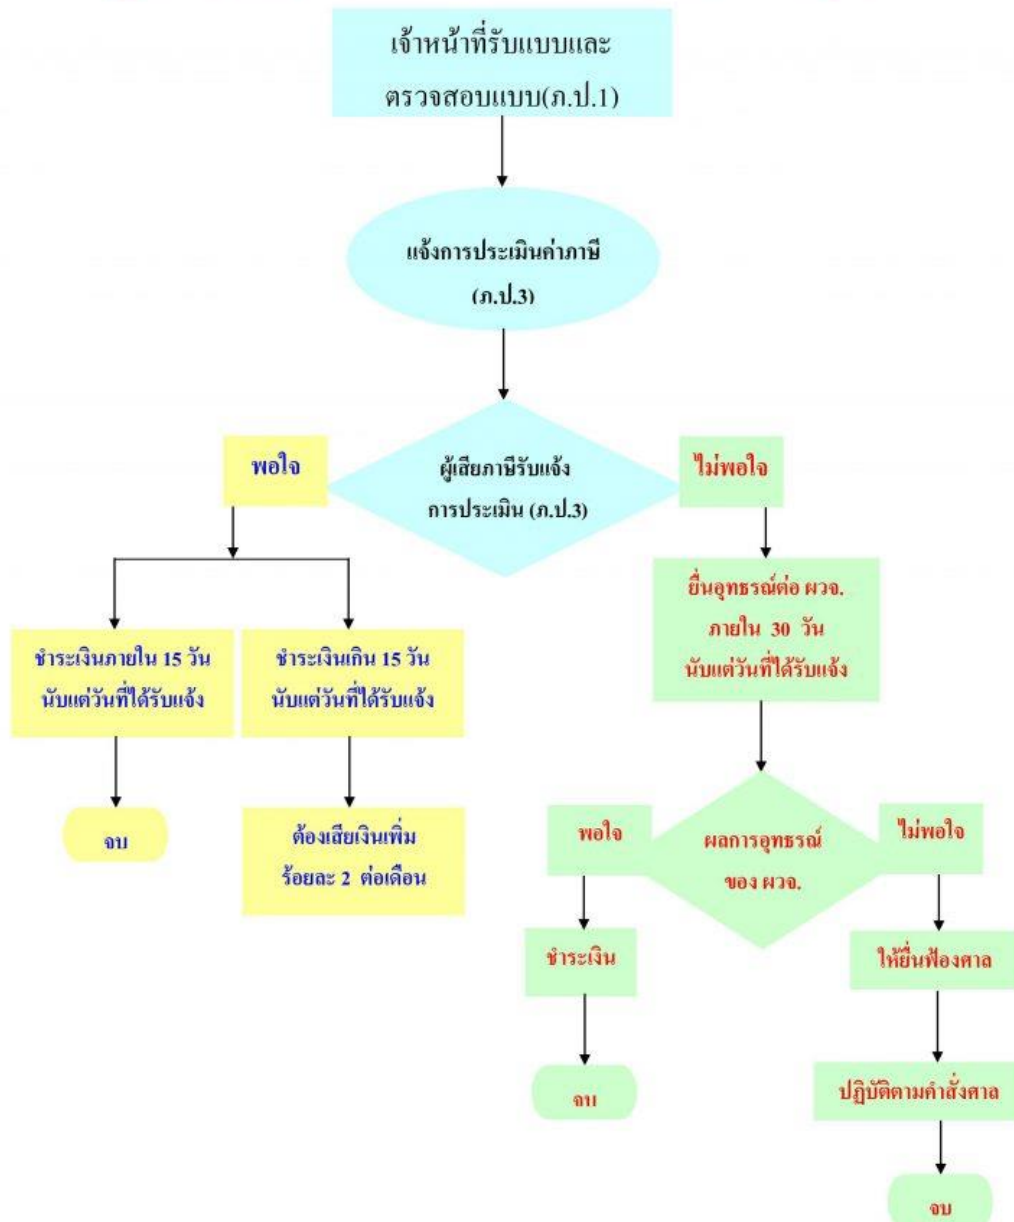 เจ้าหน้าที่รับแบบและ
ตรวจสอบแบบ(ภ.ป.1)
แจ้งการประเมินค่าภาษี
(ภ.ป.3)
ผู้เสียภาษีรับแจ้ง
การประเมิน (ภ.ป.3)
พอใจ
ไม่พอใจ
ชำระเงินภายใน 15 วัน
นับแต่วันที่ได้รับแจ้ง
ชำระเงินเกิน 15 วัน
นับแต่วันที่ได้รับแจ้ง
ยื่นอุทธรณ์ต่อ ผวจ.
ภายใน 30 วัน
นับแต่วันที่ได้รับแจ้ง
จบ
ต้องเสียเงินเพิ่ม
ร้อยละ 2 ต่อเดือน
พอใจ
ผลการอุทธรณ์
ของ ผวจ.
ไม่พอใจ
ชำระเงิน
ให้ยื่นฟ้องศาล
จบ
ปฏิบัติตามคำสั่งศาล
จบ